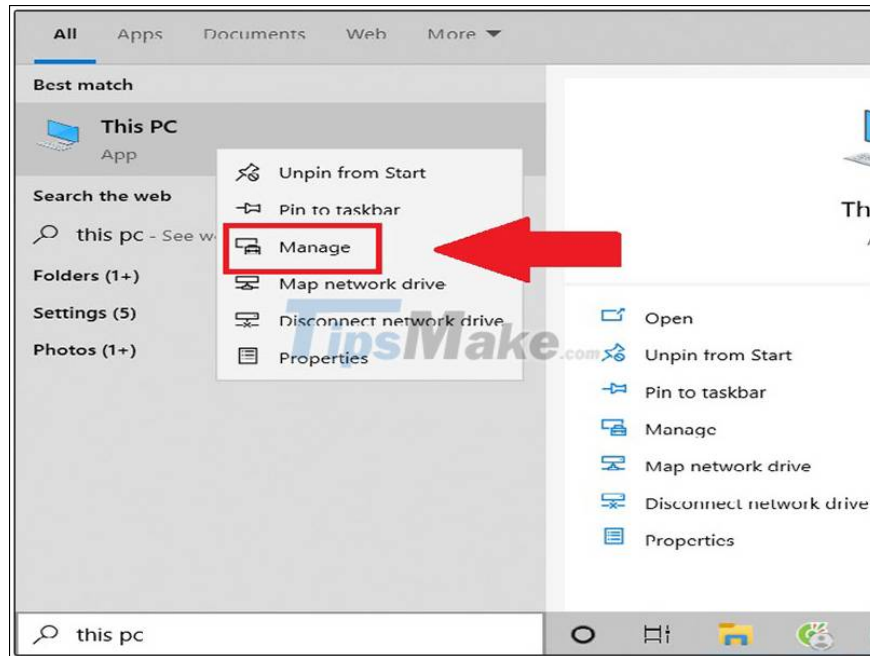 All Apps Documents Web More
Best match
This PC
App
Search the web
this pc - See w
Folders (1+)
Settings (5)
Photos (1+)
Unpin from Start
Pin to taskbar
Manage
Map network drive
Disconnect network drive
Properties
TipsMake.com
Th
Open
Unpin from Start
Pin to taskbar
Manage
Map network drive
Disconnect network drive
Properties
this pc